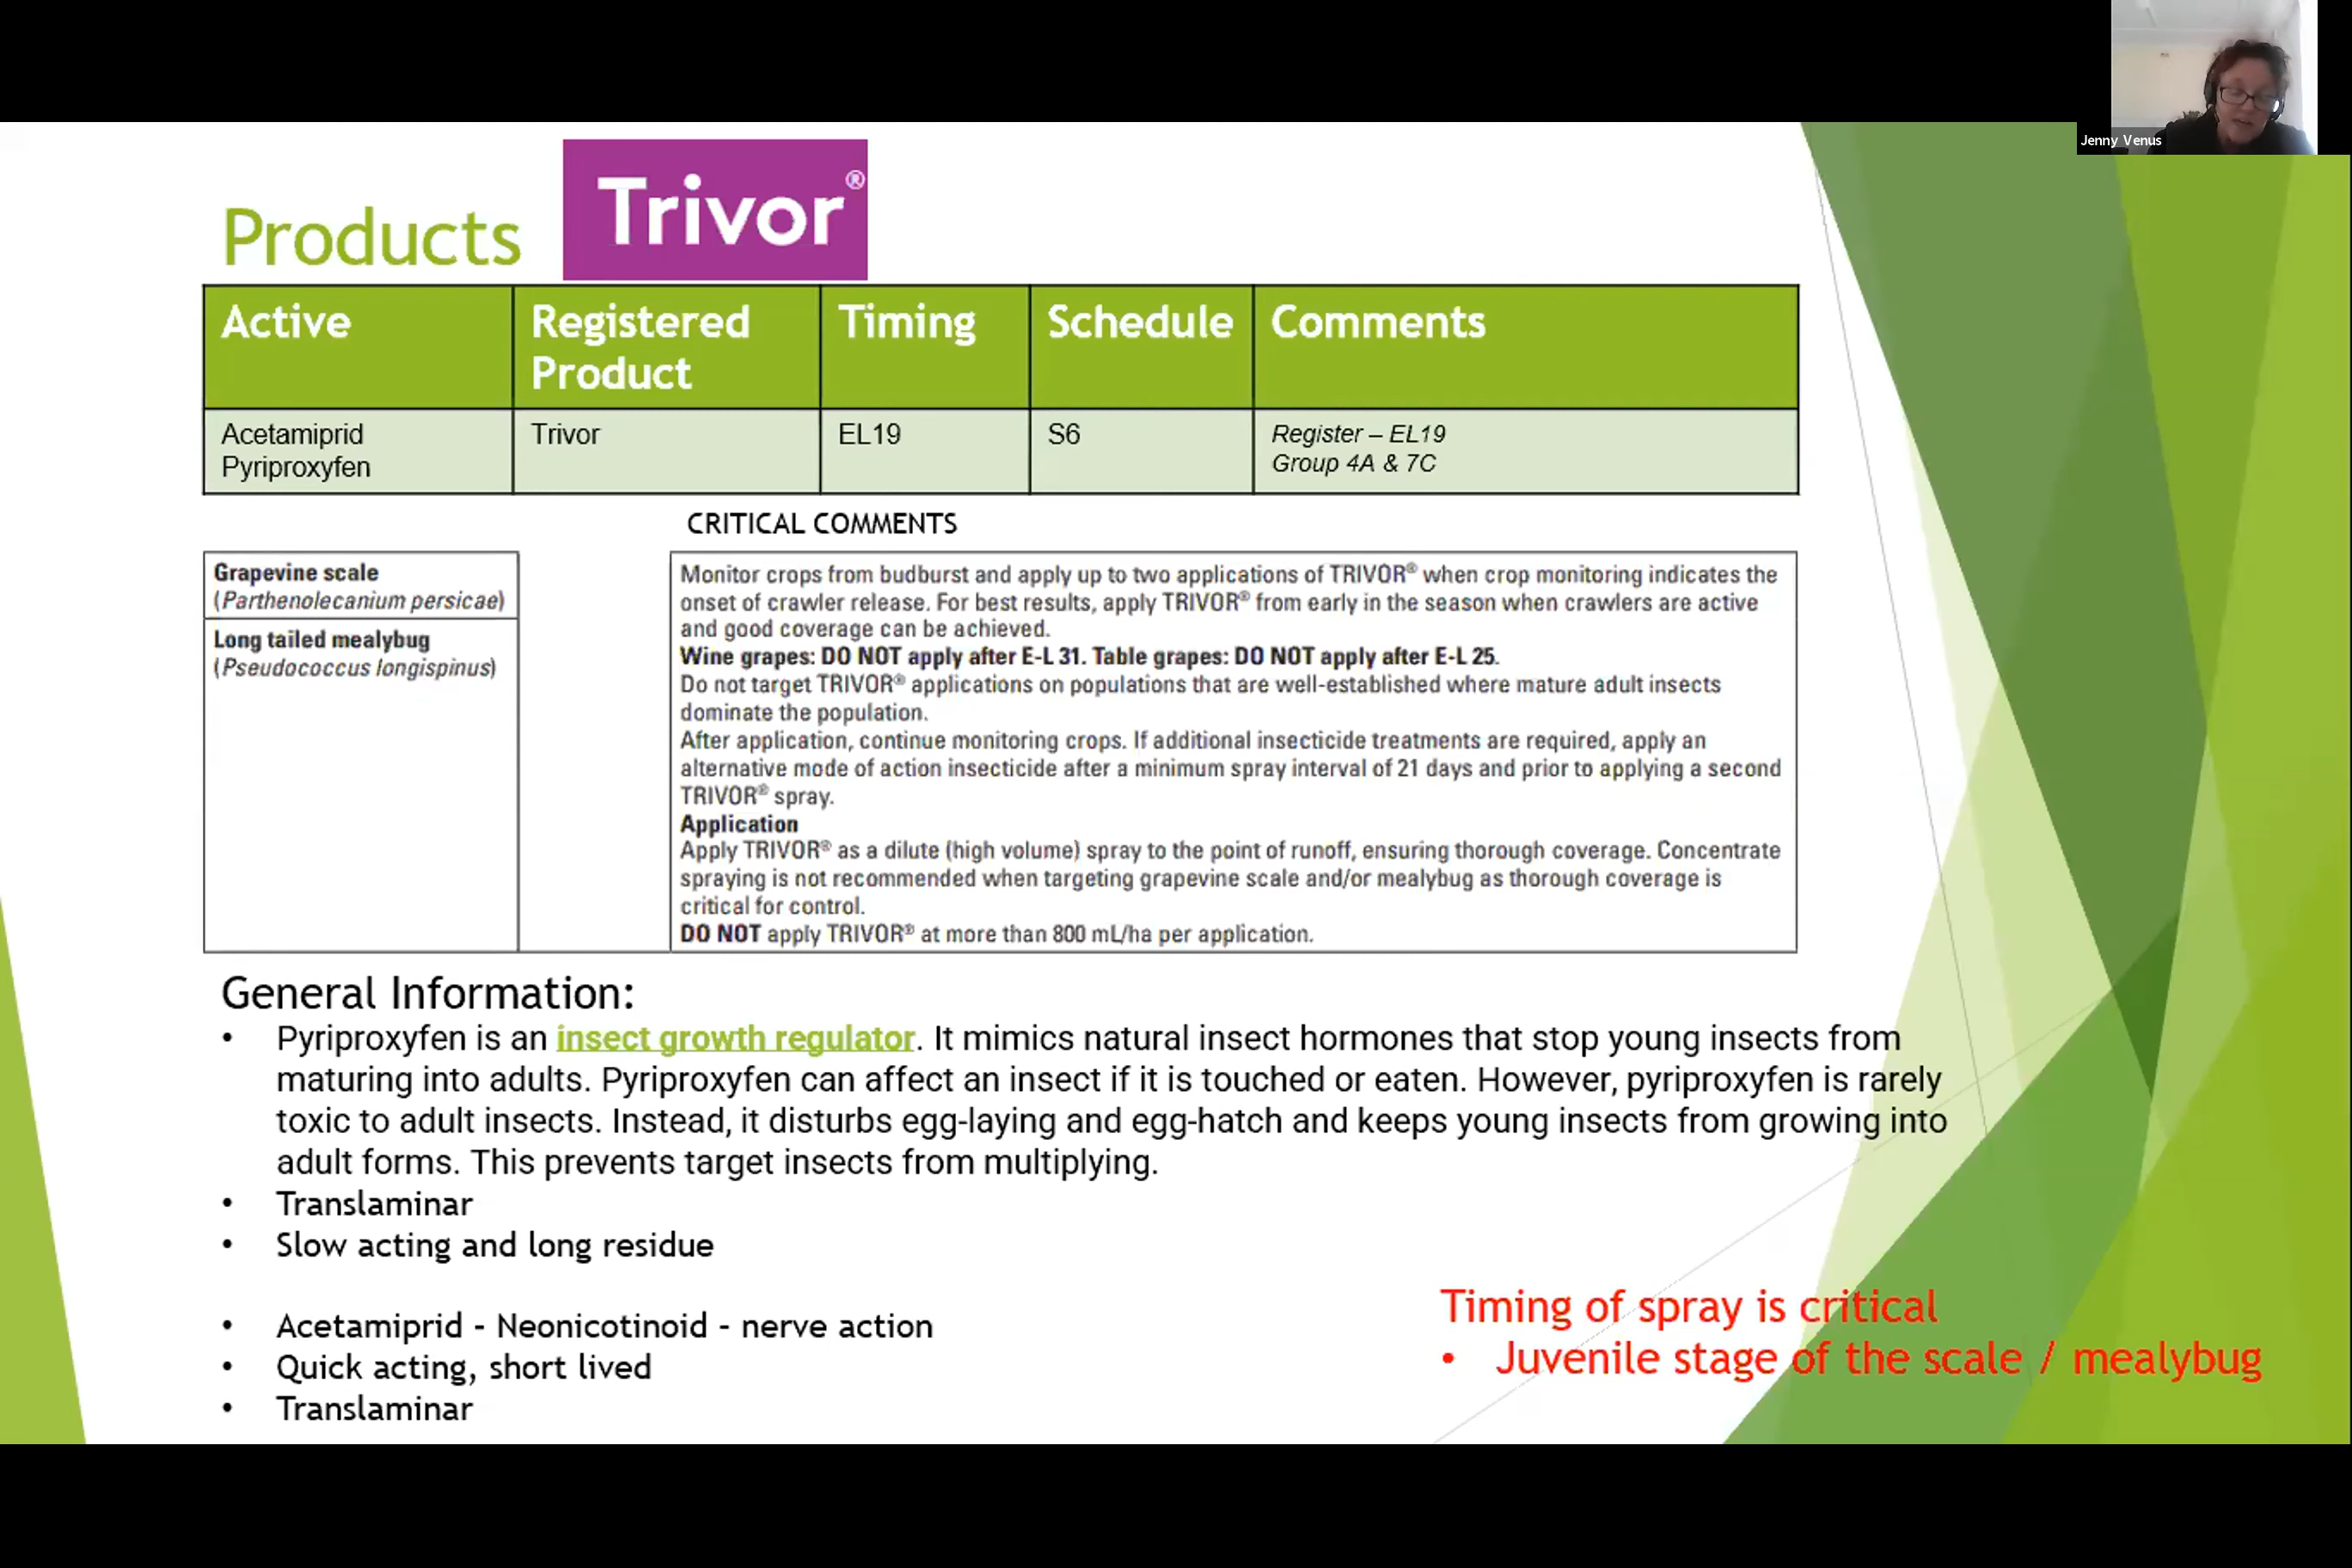 Jenny Venus
Products
Trivor®
Active
Registered
Product
Timing
Schedule
Comments
Acetamiprid
Pyriproxyfen
Trivor
EL19
S6
Register – EL19
Group 4A & 7C
CRITICAL COMMENTS
Grapevine scale
(Parthenolecanium persicae)
Long tailed mealybug
(Pseudococcus longispinus)
Monitor crops from budburst and apply up to two applications of TRIVOR® when crop monitoring indicates the
onset of crawler release. For best results, apply TRIVOR® from early in the season when crawlers are active
and good coverage can be achieved.
Wine grapes: DO NOT apply after E-L 31. Table grapes: DO NOT apply after E-L 25.
Do not target TRIVOR® applications on populations that are well-established where mature adult insects
dominate the population.
After application, continue monitoring crops. If additional insecticide treatments are required, apply an
alternative mode of action insecticide after a minimum spray interval of 21 days and prior to applying a second
TRIVOR® spray.
Application
Apply TRIVOR® as a dilute (high volume) spray to the point of runoff, ensuring thorough coverage. Concentrate
spraying is not recommended when targeting grapevine scale and/or mealybug as thorough coverage is
critical for control.
DO NOT apply TRIVOR® at more than 800 mL/ha per application.
General Information:
• Pyriproxyfen is an insect growth regulator. It mimics natural insect hormones that stop young insects from
maturing into adults. Pyriproxyfen can affect an insect if it is touched or eaten. However, pyriproxyfen is rarely
toxic to adult insects. Instead, it disturbs egg-laying and egg-hatch and keeps young insects from growing into
adult forms. This prevents target insects from multiplying.
• Translaminar
• Slow acting and long residue
• Acetamiprid - Neonicotinoid - nerve action
• Quick acting, short lived
• Translaminar
Timing of spray is critical
• Juvenile stage of the scale / mealybug